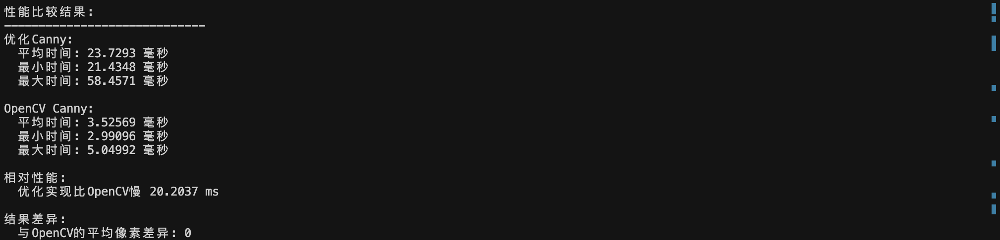 性能比较结果:
-----------------------------
优化Canny:
平均时间: 23.7293 毫秒
最小时间: 21.4348 毫秒
最大时间: 58.4571 毫秒
OpenCV Canny:
平均时间: 3.52569 毫秒
最小时间: 2.99096 毫秒
最大时间: 5.04992 毫秒
相对性能:
优化实现比OpenCV慢 20.2037 ms
结果差异:
与OpenCV的平均像素差异: 0